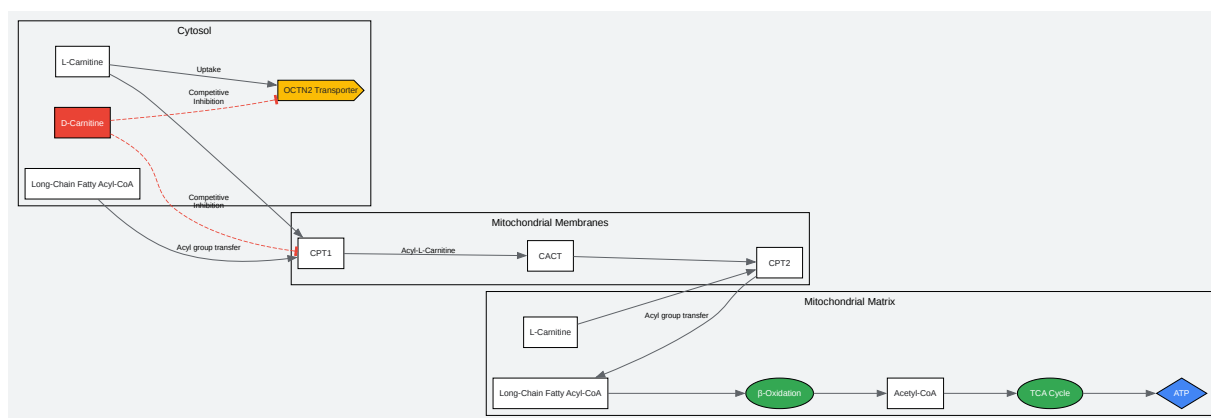 Cytosol
L-Carnitine
Uptake
OCTN2 Transporter
Competitive
Inhibition
D-Carnitine
Long-Chain Fatty Acyl-CoA
Competitive
Inhibition
Acyl group transfer
Mitochondrial Membranes
CPT1
Acyl-L-Carnitine
CACT
CPT2
Mitochondrial Matrix
L-Carnitine
Acyl group transfer
Long-Chain Fatty Acyl-CoA
β-Oxidation
Acetyl-CoA
TCA Cycle
ATP